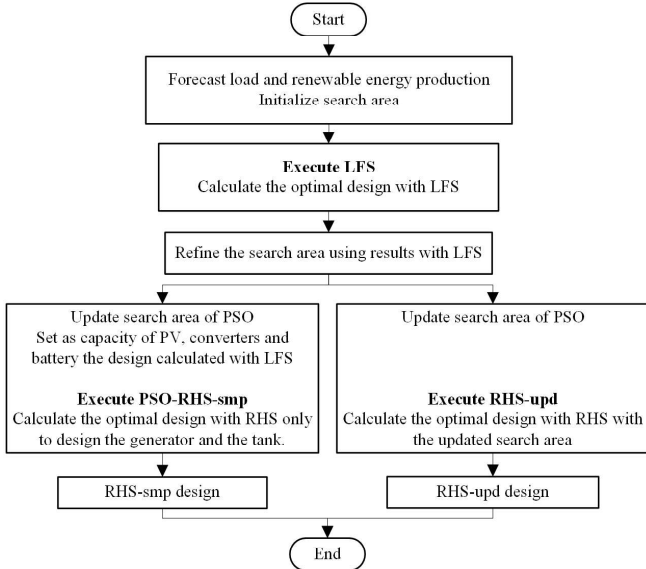 Start
Forecast load and renewable energy production
Initialize search area
Execute LFS
Calculate the optimal design with LFS
Refine the search area using results with LFS
Update search area of PSO
Set as capacity of PV, converters and
battery the design calculated with LFS
Execute PSO-RHS-smp
Calculate the optimal design with RHS only
to design the generator and the tank.
Update search area of PSO
Execute RHS-upd
Calculate the optimal design with RHS with
the updated search area
RHS-smp design
RHS-upd design
End